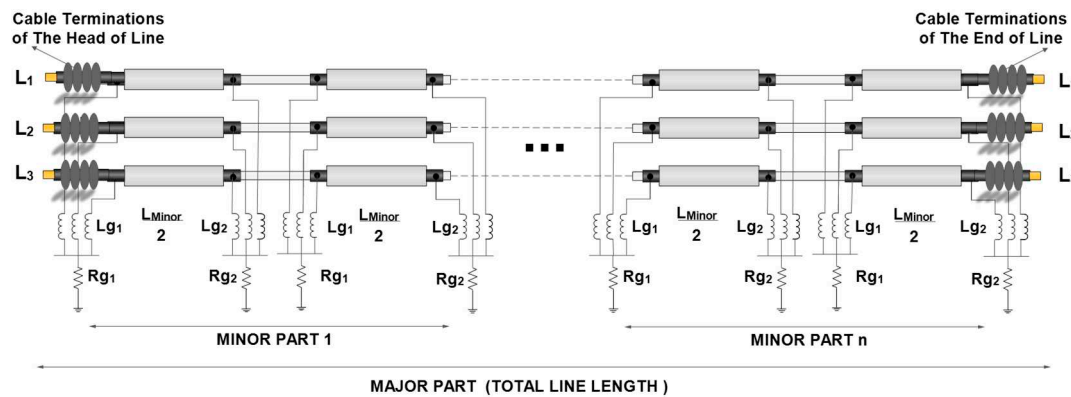 Cable Terminations
of The Head of Line
Cable Terminations
of The End of Line
L1
L
L2
L
L3
L
Lg1
LMinor
2
Lg2
Lg1
LMinor
2
Lg2
LMinor
2
Lg2
Lg1
LMinor
2
Lg2
Rg1
Rg2
Rg1
Rg2
Rg1
Rg2
Rg1
Rg2
MINOR PART 1
MINOR PART n
MAJOR PART (TOTAL LINE LENGTH )